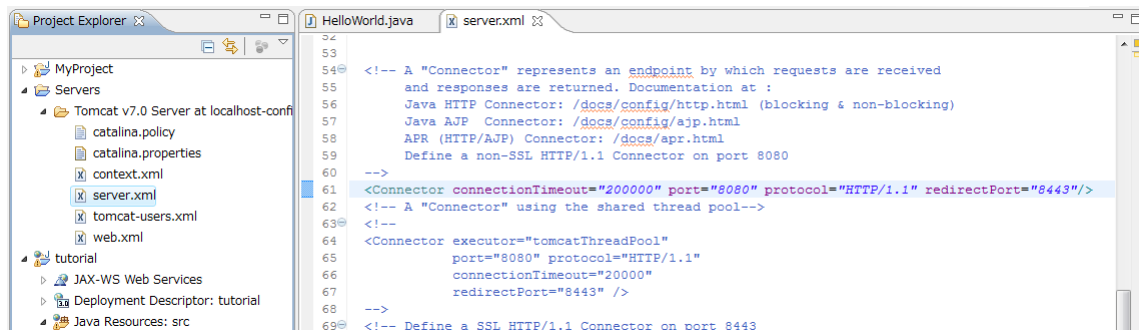 Project Explorer
MyProject
Servers
Tomcat v7.0 Server at localhost-confi
catalina.policy
catalina.properties
context.xml
server.xml
tomcat-users.xml
web.xml
tutorial
JAX-WS Web Services
Deployment Descriptor: tutorial
Java Resources: src
HelloWorld.java
server.xml
52
53
54 <!-- A "Connector" represents an endpoint by which requests are received
55 and responses are returned. Documentation at :
56 Java HTTP Connector: /docs/config/http.html (blocking & non-blocking)
57 Java AJP  Connector: /docs/config/ajp.html
58 APR (HTTP/AJP) Connector: /docs/apr.html
59 Define a non-SSL HTTP/1.1 Connector on port 8080
60 -->
61 <Connector connectionTimeout="200000" port="8080" protocol="HTTP/1.1" redirectPort="8443"/>
62 <!-- A "Connector" using the shared thread pool-->
63 <!--
64 <Connector executor="tomcatThreadPool"
65 port="8080" protocol="HTTP/1.1"
66 connectionTimeout="20000"
67 redirectPort="8443" />
68 -->
69 <!-- Define a SSL HTTP/1.1 Connector on port 8443